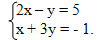 2x – y = 5
x + 3y = - 1.